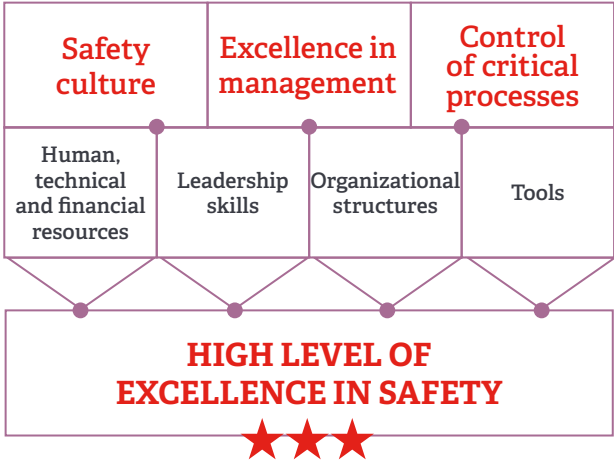 Safety
culture
Excellence in
management
Control
of critical
processes
Human,
technical
and financial
resources
Leadership
skills
Organizational
structures
Tools
HIGH LEVEL OF
EXCELLENCE IN SAFETY